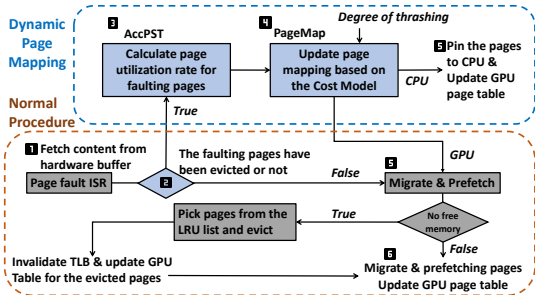 Dynamic
Page
Mapping
3
AccPST
Calculate page
utilization rate for
faulting pages
4
PageMap
Update page
mapping based on
the Cost Model
Degree of thrashing
CPU
5 Pin the pages
to CPU &
Update GPU
page table
Normal
Procedure
True
GPU
1 Fetch content from
hardware buffer
Page fault ISR
2
The faulting pages have
been evicted or not
False
5
Migrate & Prefetch
Pick pages from the
LRU list and evict
True
No free
memory
False
Invalidate TLB & update GPU
Table for the evicted pages
6
Migrate & prefetching pages
Update GPU page table